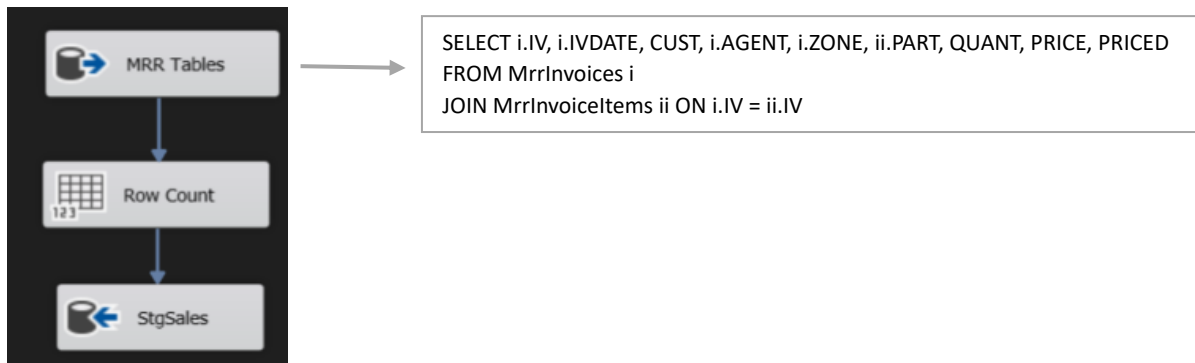 MRR Tables
SELECT i.IV, i.IVDATE, CUST, i.AGENT, i.ZONE, ii.PART, QUANT, PRICE, PRICED
FROM MrrInvoices i
JOIN MrrInvoiceItems ii ON i.IV = ii.IV
123
Row Count
StgSales